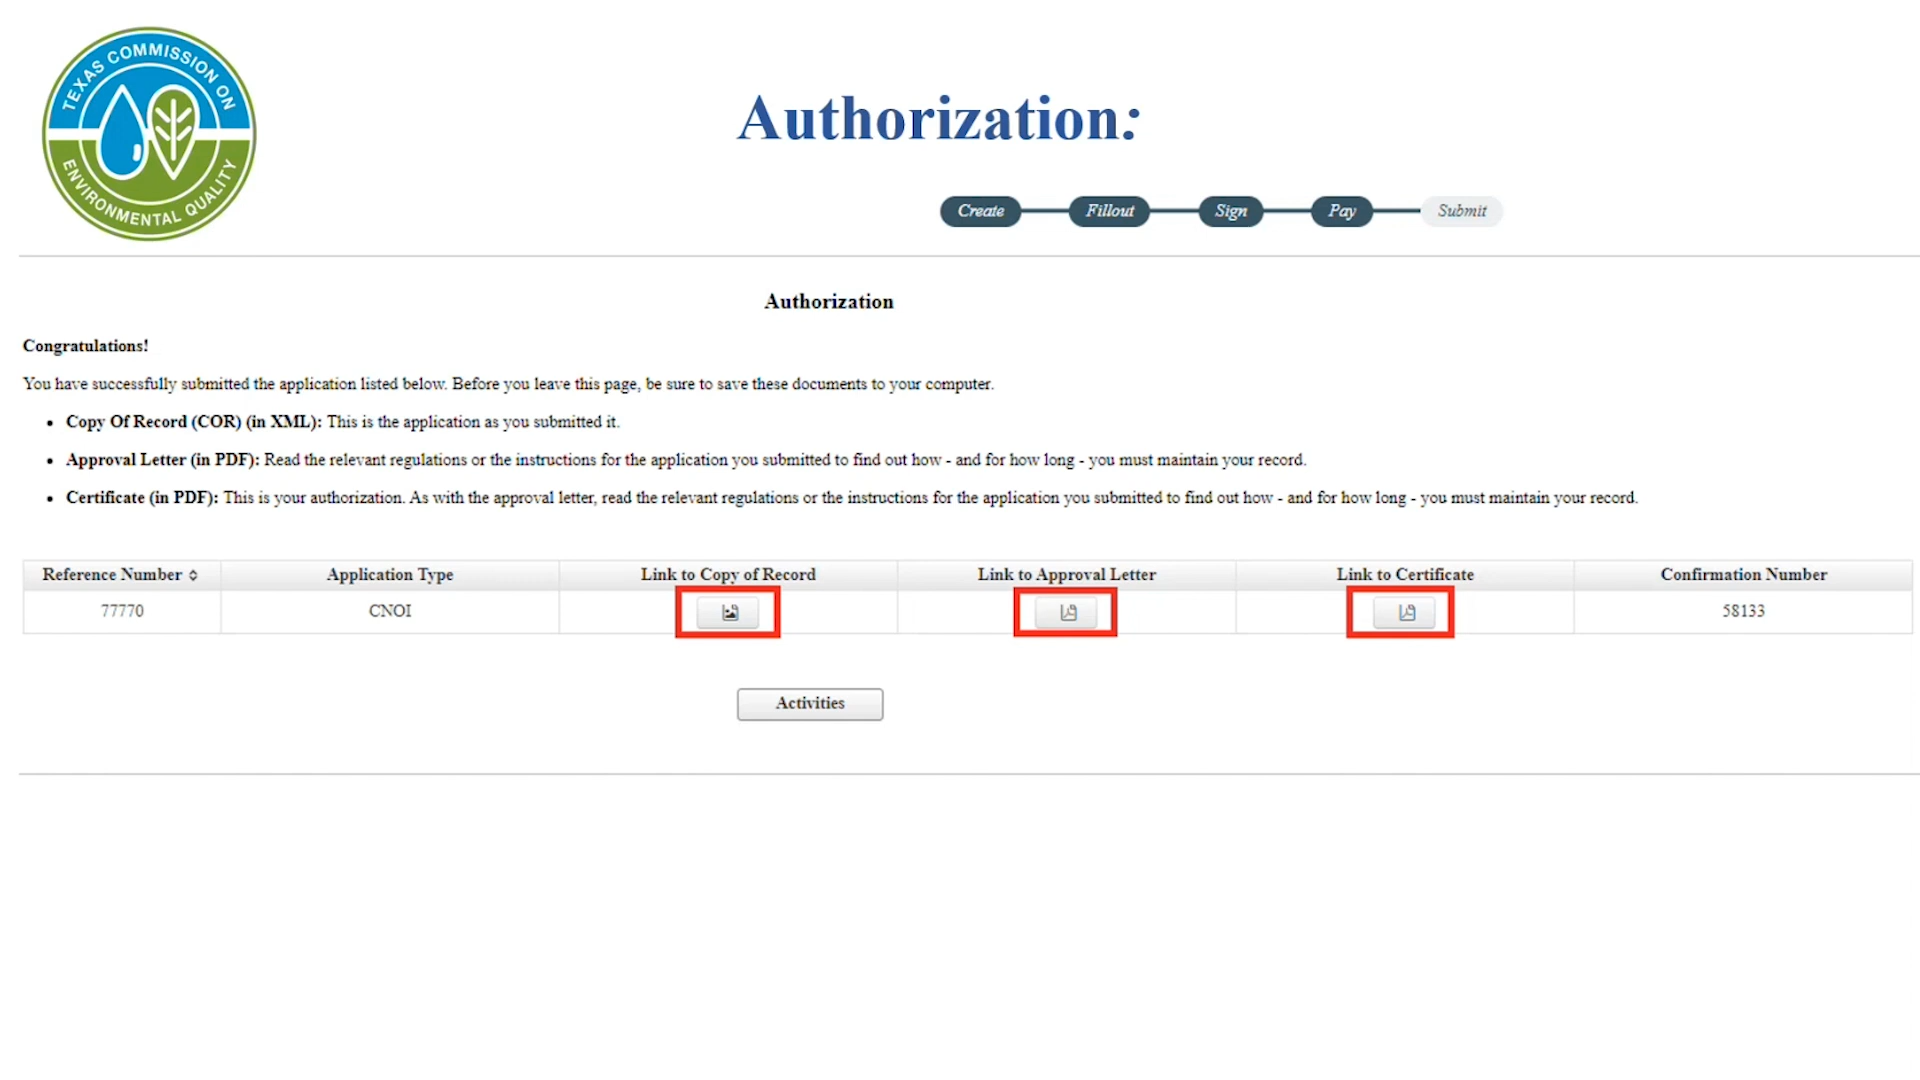 TEXAS COMMISSION ON
ENVIRONMENTAL QUALITY
Authorization:
Create Fillout Sign Pay Submit
Authorization
Congratulations!
You have successfully submitted the application listed below. Before you leave this page, be sure to save these documents to your computer.
• Copy Of Record (COR) (in XML): This is the application as you submitted it.
• Approval Letter (in PDF): Read the relevant regulations or the instructions for the application you submitted to find out how - and for how long - you must maintain your record.
• Certificate (in PDF): This is your authorization. As with the approval letter, read the relevant regulations or the instructions for the application you submitted to find out how - and for how long - you must maintain your record.
Reference Number Application Type Link to Copy of Record Link to Approval Letter Link to Certificate Confirmation Number
77770 CNOI 58133
Activities